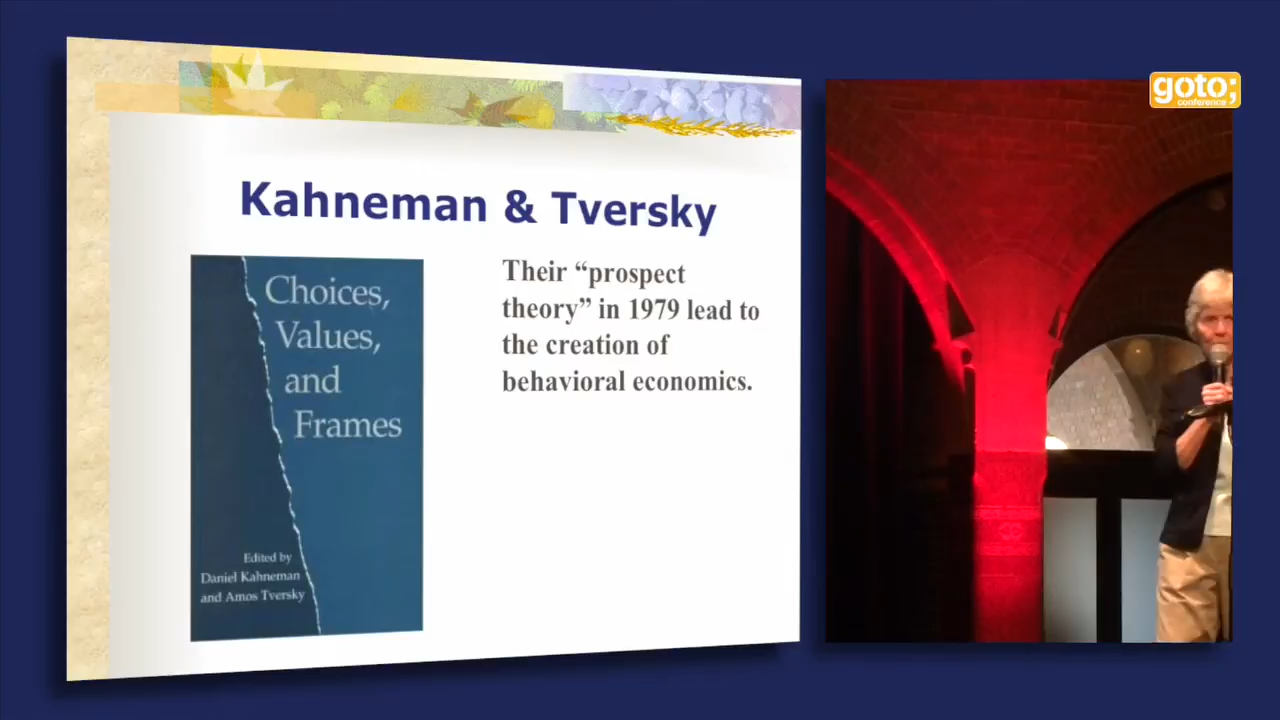 goto;
conference
Kahneman & Tversky
Choices,
Values,
and
Frames
Edited by
Daniel Kahneman
and Amos Tversky
Their “prospect
theory” in 1979 lead to
the creation of
behavioral economics.